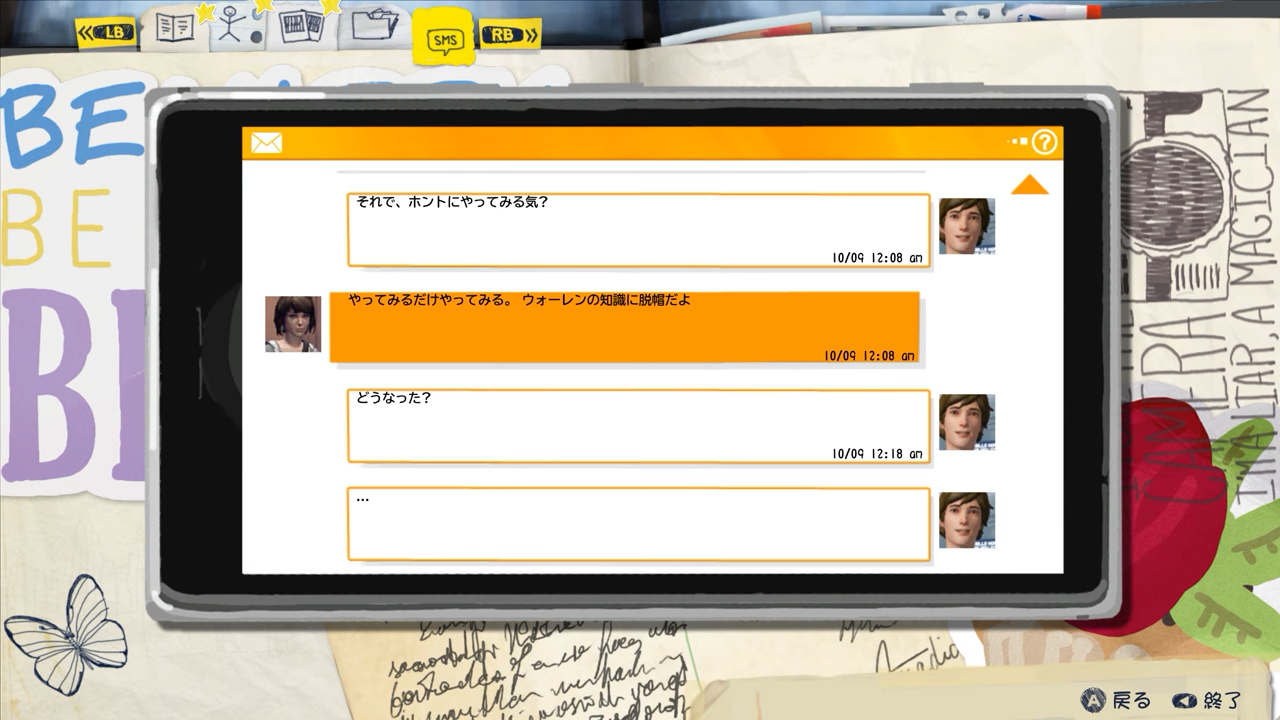 LB
SMS
RB
BE
BE
CAMERA
I'M A LIAR, A MAGICIAN
それで、ホントにやってみる気?
10/09 12:08 am
やってみるだけやってみる。 ウォーレンの知識に脱帽だよ
10/09 12:08 am
どうなった?
10/09 12:18 am
...
?
A 戻る
終了